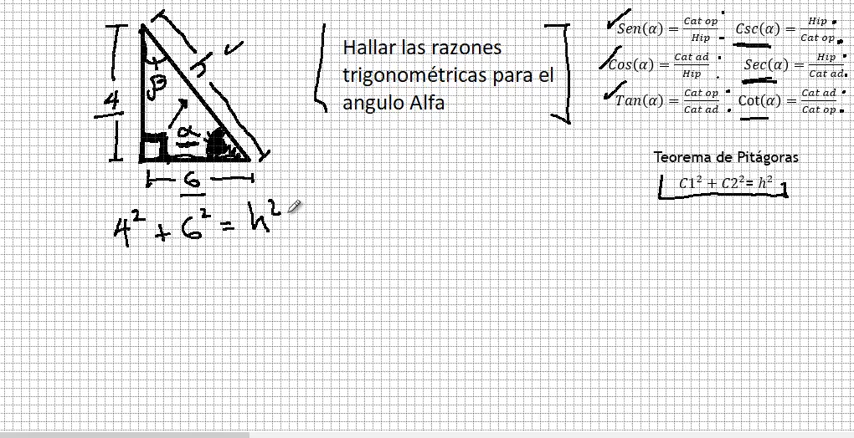 4
β
h
α
6
4² + 6² = h²
Hallar las razones
trigonométricas para el
angulo Alfa
Sen(α) = Cat op / Hip
Csc(α) = Hip / Cat op
Cos(α) = Cat ad / Hip
Sec(α) = Hip / Cat ad
Tan(α) = Cat op / Cat ad
Cot(α) = Cat ad / Cat op
Teorema de Pitágoras
C1² + C2² = h²